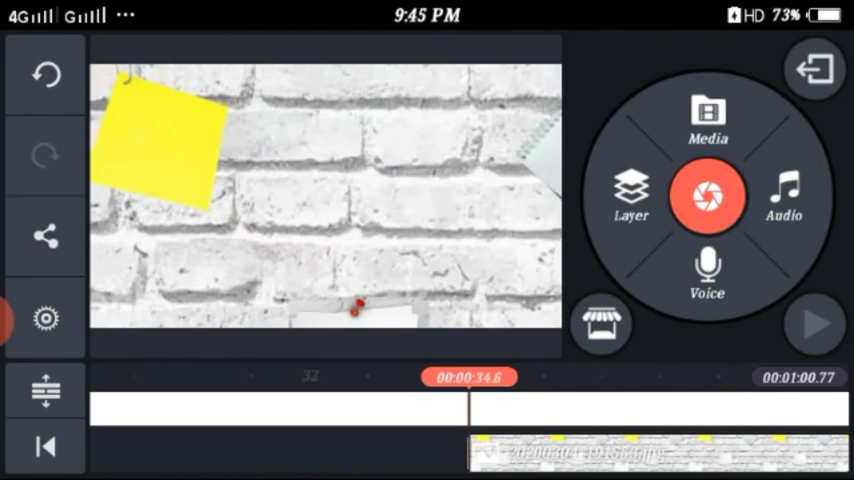 4G G ... 9:45 PM HD 73%
Media
Layer
Audio
Voice
32 00:00:34.6 00:01:00.77